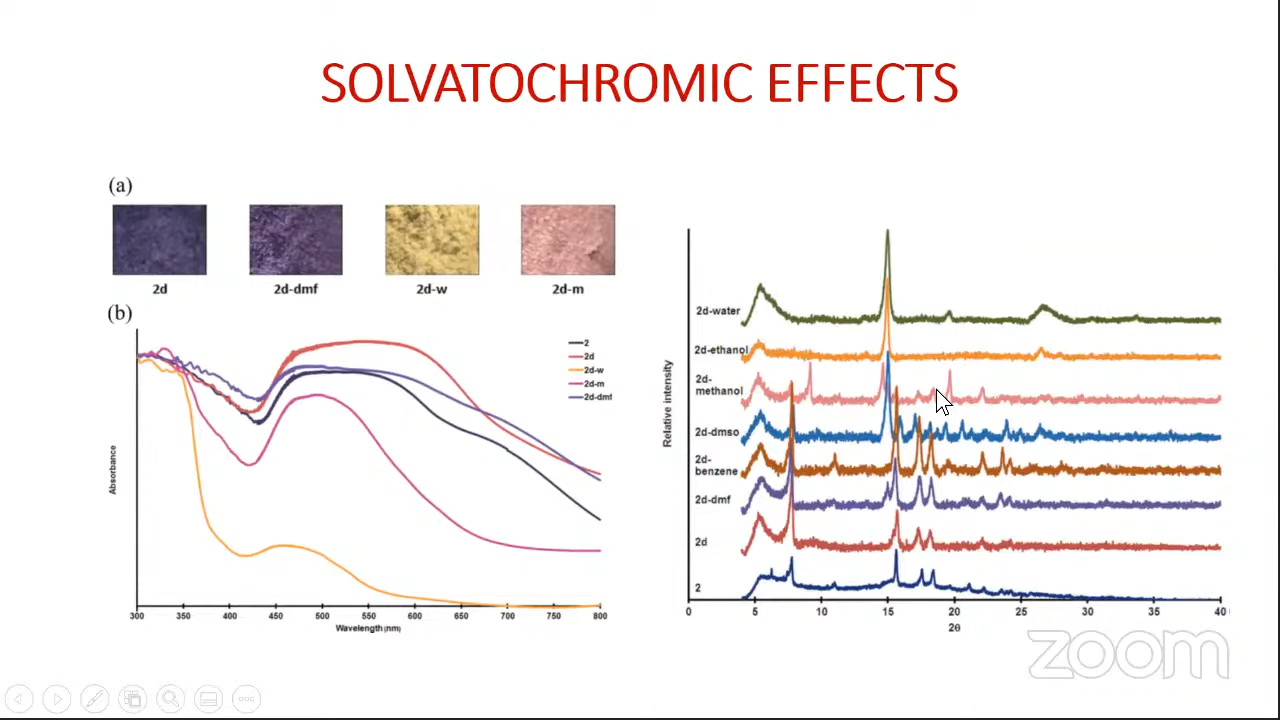 SOLVATOCHROMIC EFFECTS
(a)
2d
2d-dmf
2d-w
2d-m
(b)
2
2d
2d-w
2d-m
2d-dmf
Absorbance
300 350 400 450 500 550 600 650 700 750 800
Wavelength (nm)
Relative intensity
2d-water
2d-ethanol
2d-
methanol
2d-dmso
2d-
benzene
2d-dmf
2d
2
0 5 10 15 20 25 30 35 40
2θ
zoom